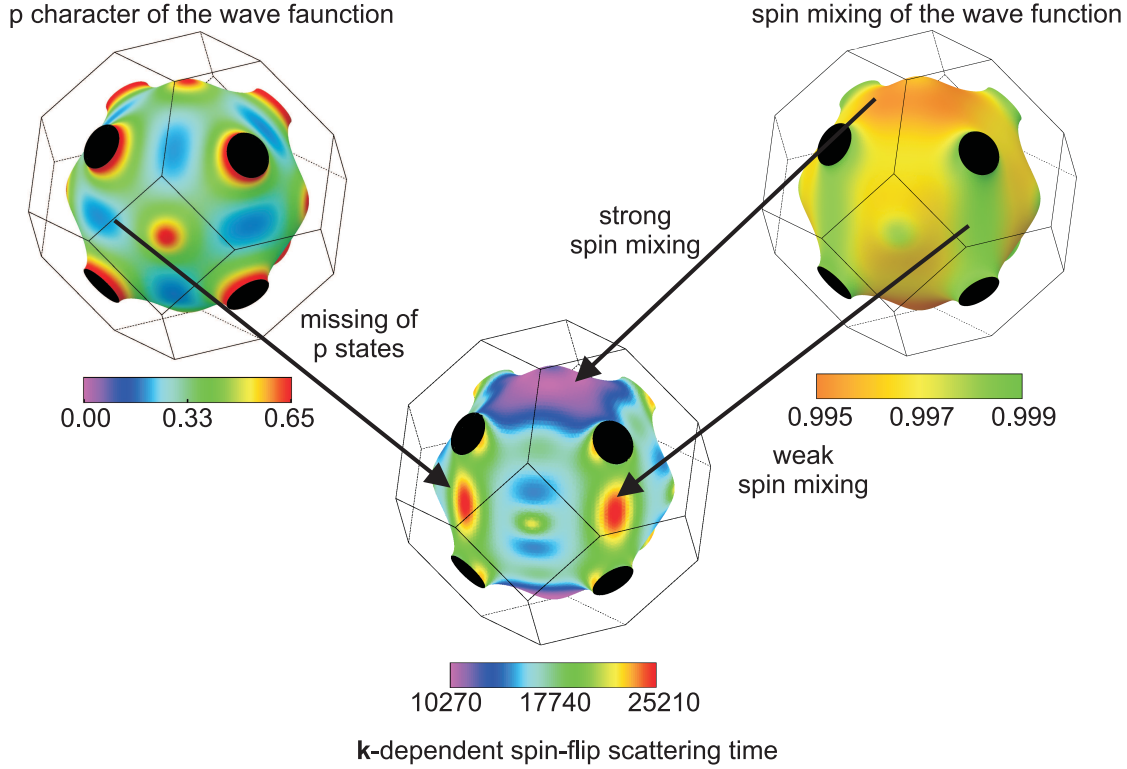 p character of the wave faunction
spin mixing of the wave function
strong
spin mixing
missing of
p states
0.00 0.33 0.65
0.995 0.997 0.999
weak
spin mixing
10270 17740 25210
k-dependent spin-flip scattering time